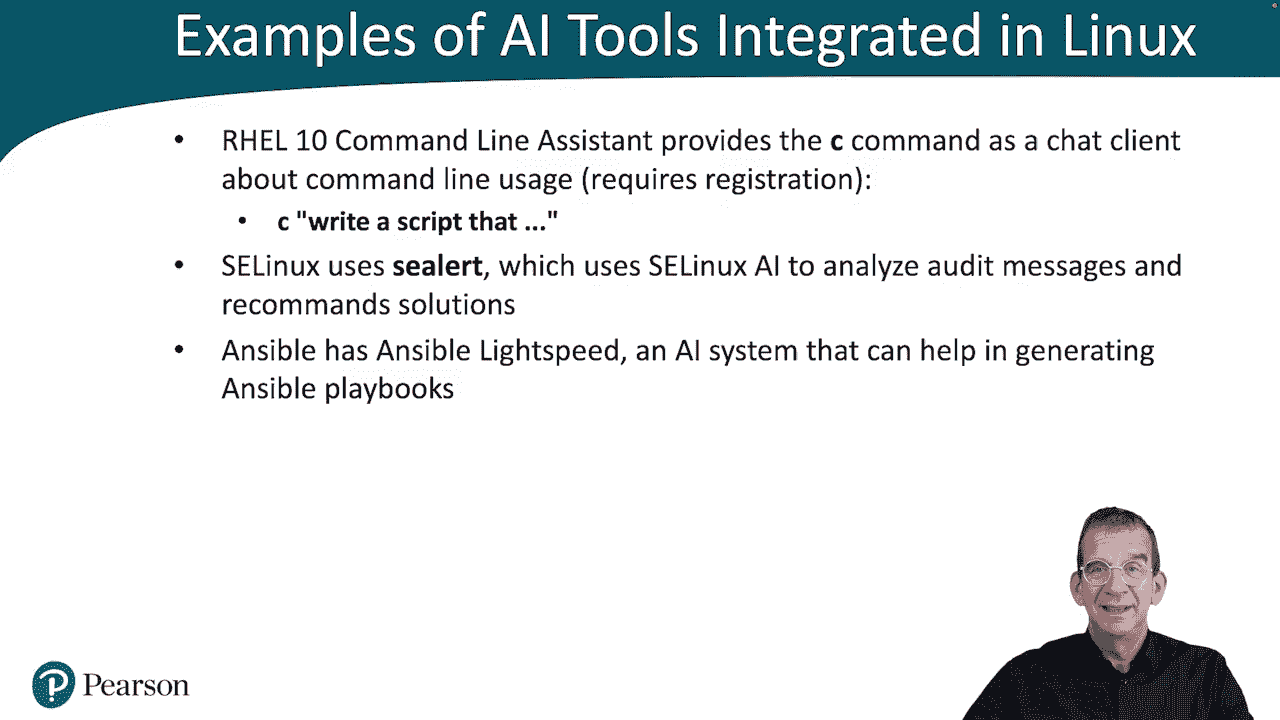 Examples of AI Tools Integrated in Linux
• RHEL 10 Command Line Assistant provides the c command as a chat client
about command line usage (requires registration):
• c "write a script that ..."
• SELinux uses sealert, which uses SELinux AI to analyze audit messages and
recommands solutions
• Ansible has Ansible Lightspeed, an AI system that can help in generating
Ansible playbooks
Pearson